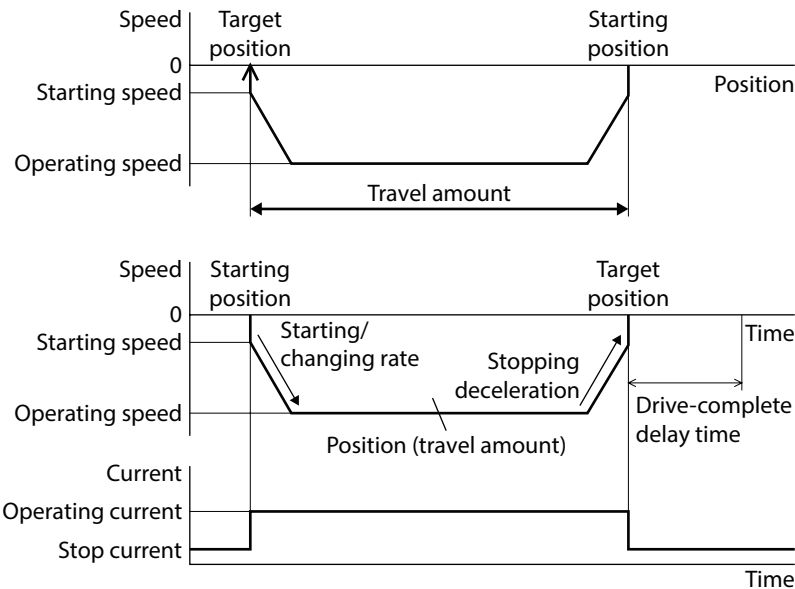 Speed
Target
position
Starting
position
0
Position
Starting speed
Operating speed
Travel amount
Speed
Starting
position
Target
position
0
Time
Starting speed
Starting/
changing rate
Stopping
deceleration
Operating speed
Drive-complete
delay time
Position (travel amount)
Current
Operating current
Stop current
Time